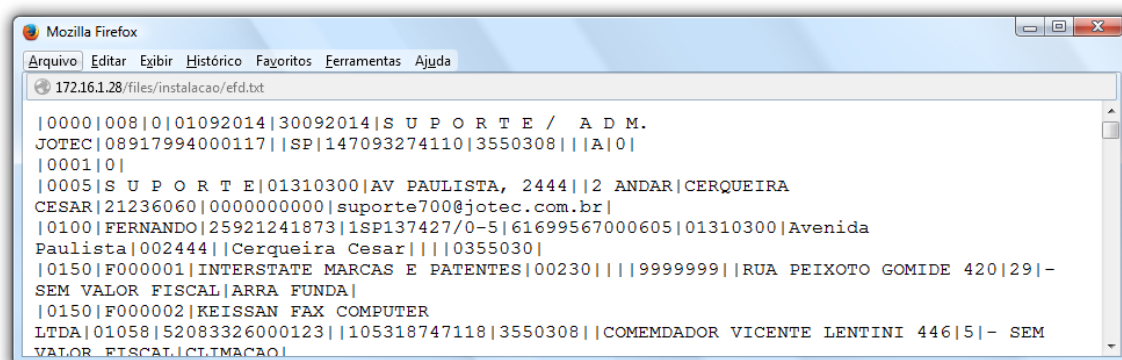 Mozilla Firefox
Arquivo Editar Exibir Histórico Favoritos Ferramentas Ajuda
172.16.1.28/files/instalacao/efd.txt
|0000|008|0|01092014|30092014|S U P O R T E /  A D M.
JOTEC|08917994000117||SP|147093274110|3550308|||A|0|
|0001|0|
|0005|S U P O R T E|01310300|AV PAULISTA, 2444||2 ANDAR|CERQUEIRA
CESAR|21236060|0000000000|suporte700@jotec.com.br|
|0100|FERNANDO|25921241873|1SP137427/0-5|61699567000605|01310300|Avenida
Paulista|002444||Cerqueira Cesar||||0355030|
|0150|F000001|INTERSTATE MARCAS E PATENTES|00230||||9999999||RUA PEIXOTO GOMIDE 420|29|-
SEM VALOR FISCAL|ARRA FUNDA|
|0150|F000002|KEISSAN FAX COMPUTER
LTDA|01058|52083326000123||105318747118|3550308||COMEMDADOR VICENTE LENTINI 446|5|- SEM
VALOR FISCAL|CLIMACAO|